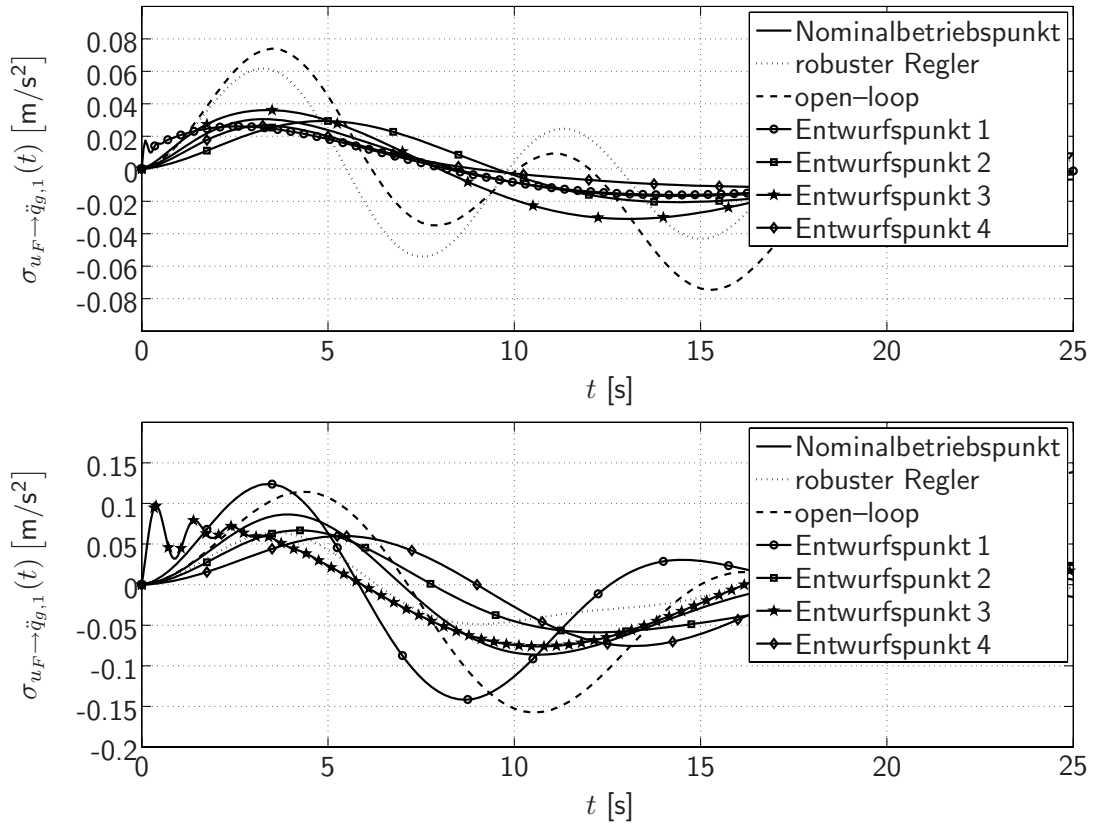 0.08
0.06
0.04
0.02
0
-0.02
-0.04
-0.06
-0.08
σ_{u_F→q̈_{g,1}}(t) [m/s²]
Nominalbetriebspunkt
robuster Regler
open–loop
Entwurfspunkt 1
Entwurfspunkt 2
Entwurfspunkt 3
Entwurfspunkt 4
0 5 10 15 20 25
t [s]
0.15
0.1
0.05
0
-0.05
-0.1
-0.15
-0.2
σ_{u_F→q̈_{g,1}}(t) [m/s²]
Nominalbetriebspunkt
robuster Regler
open–loop
Entwurfspunkt 1
Entwurfspunkt 2
Entwurfspunkt 3
Entwurfspunkt 4
0 5 10 15 20 25
t [s]